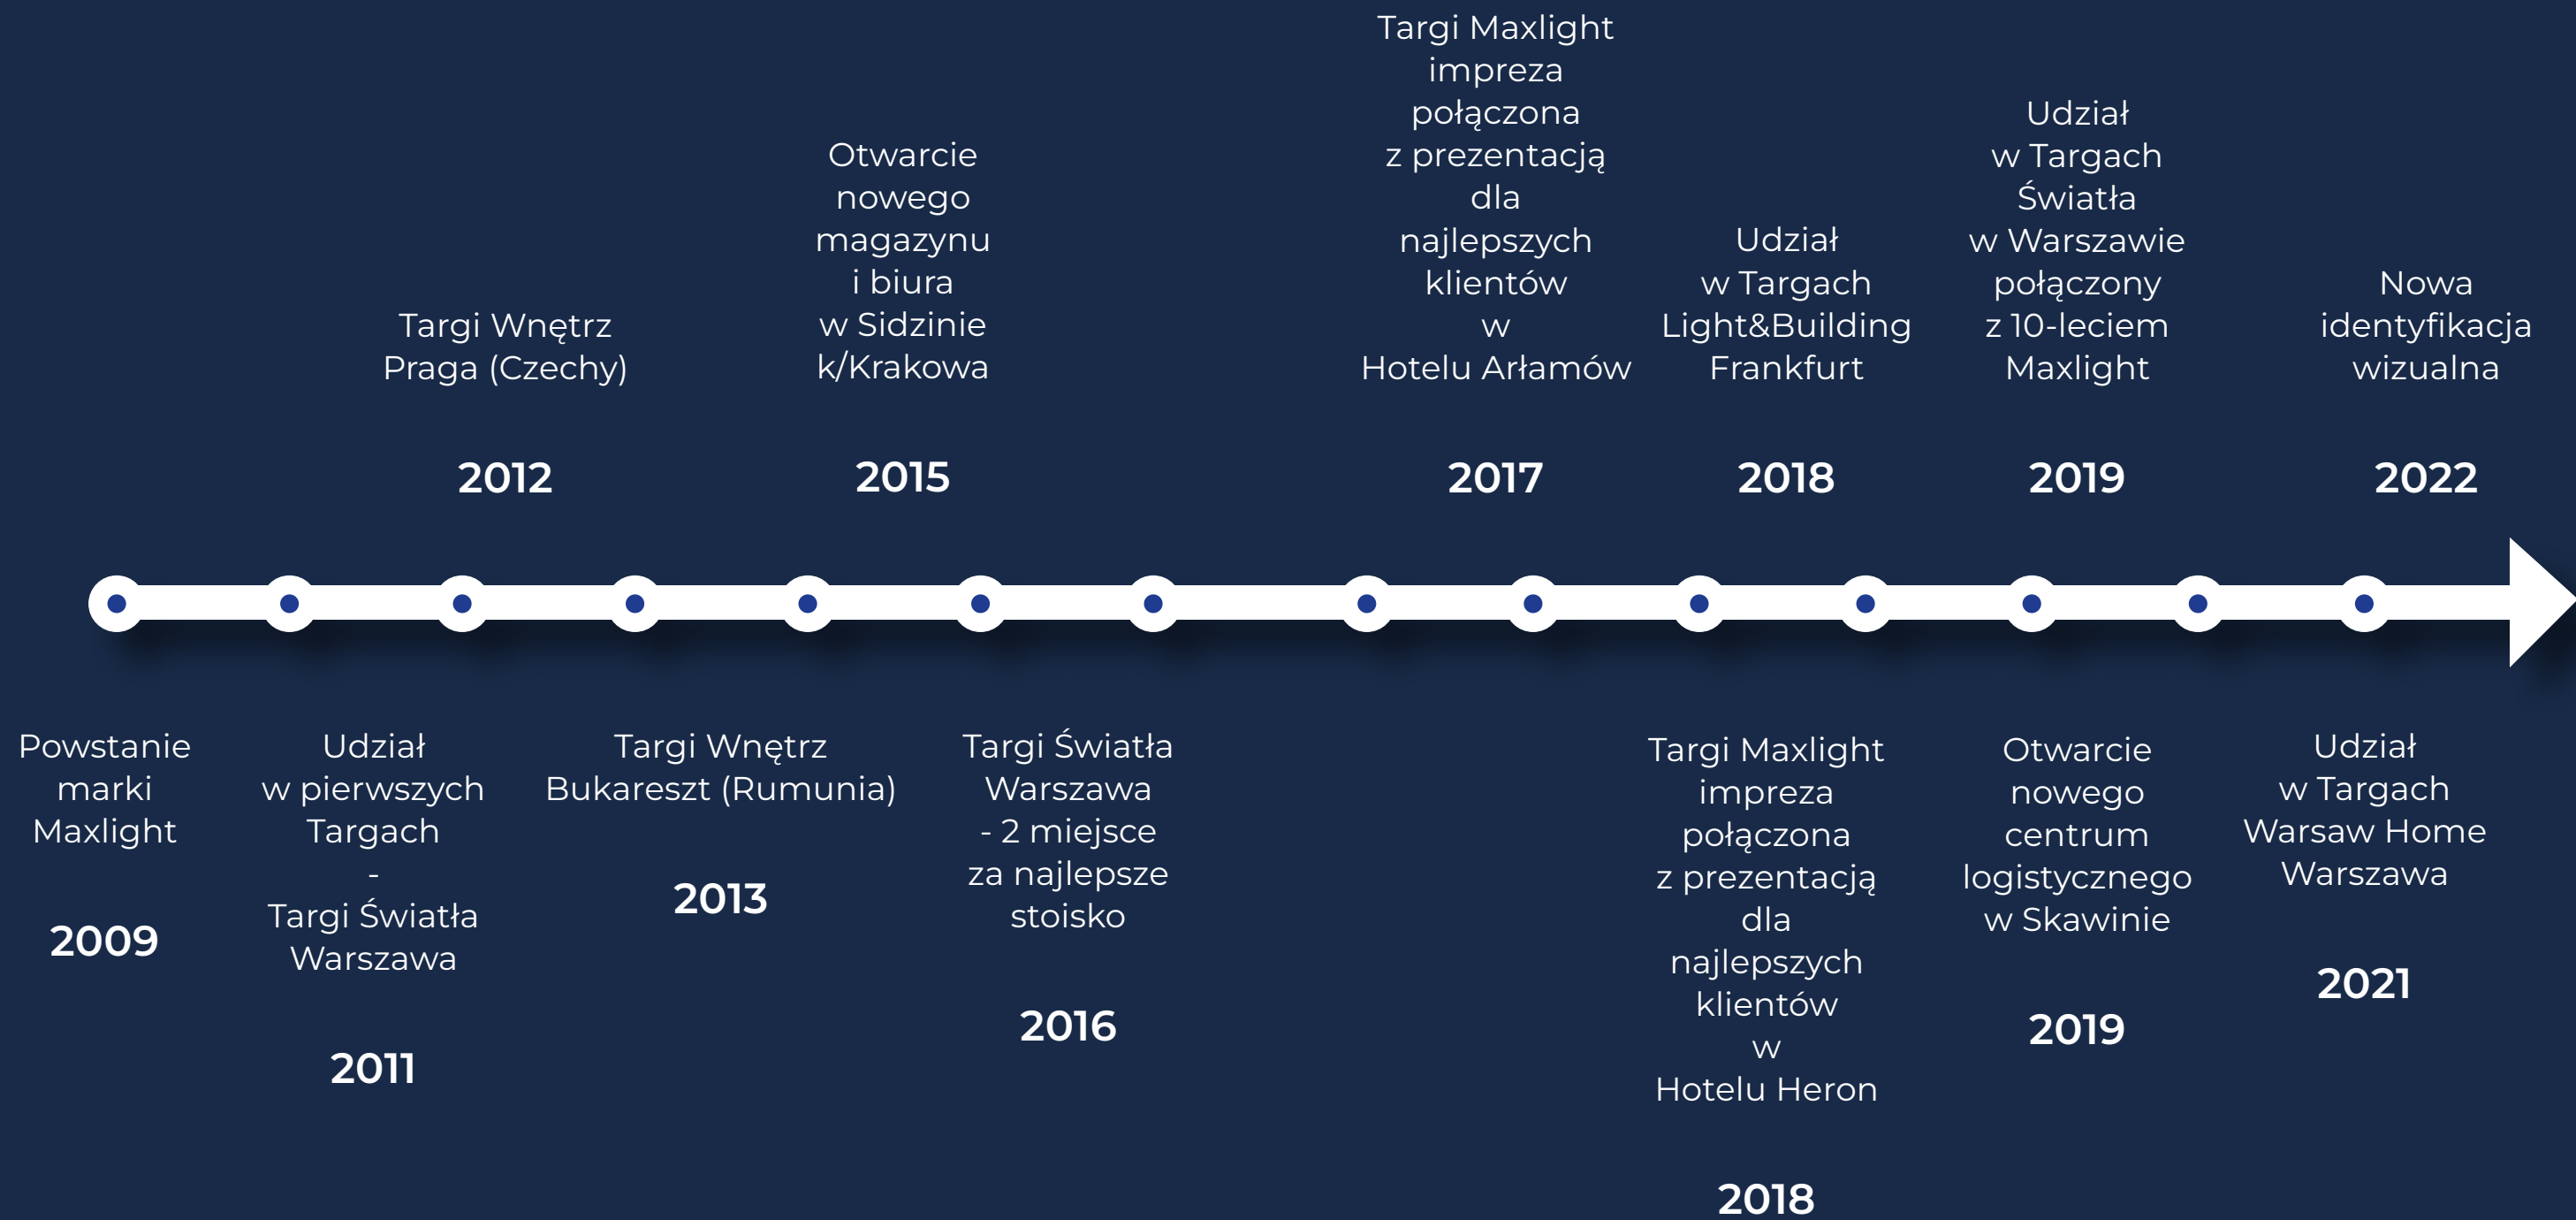 Targi Wnętrz
Praga (Czechy)
2012
Otwarcie
nowego
magazynu
i biura
w Sidzinie
k/Krakowa
2015
Targi Maxlight
impreza
połączona
z prezentacją
dla
najlepszych
klientów
w
Hotelu Arłamów
2017
Udział
w Targach
Light&Building
Frankfurt
2018
Udział
w Targach
Światła
w Warszawie
połączony
z 10-leciem
Maxlight
2019
Nowa
identyfikacja
wizualna
2022
Powstanie
marki
Maxlight
2009
Udział
w pierwszych
Targach
-
Targi Światła
Warszawa
2011
Targi Wnętrz
Bukareszt (Rumunia)
2013
Targi Światła
Warszawa
- 2 miejsce
za najlepsze
stoisko
2016
Targi Maxlight
impreza
połączona
z prezentacją
dla
najlepszych
klientów
w
Hotelu Heron
2018
Otwarcie
nowego
centrum
logistycznego
w Skawinie
2019
Udział
w Targach
Warsaw Home
Warszawa
2021